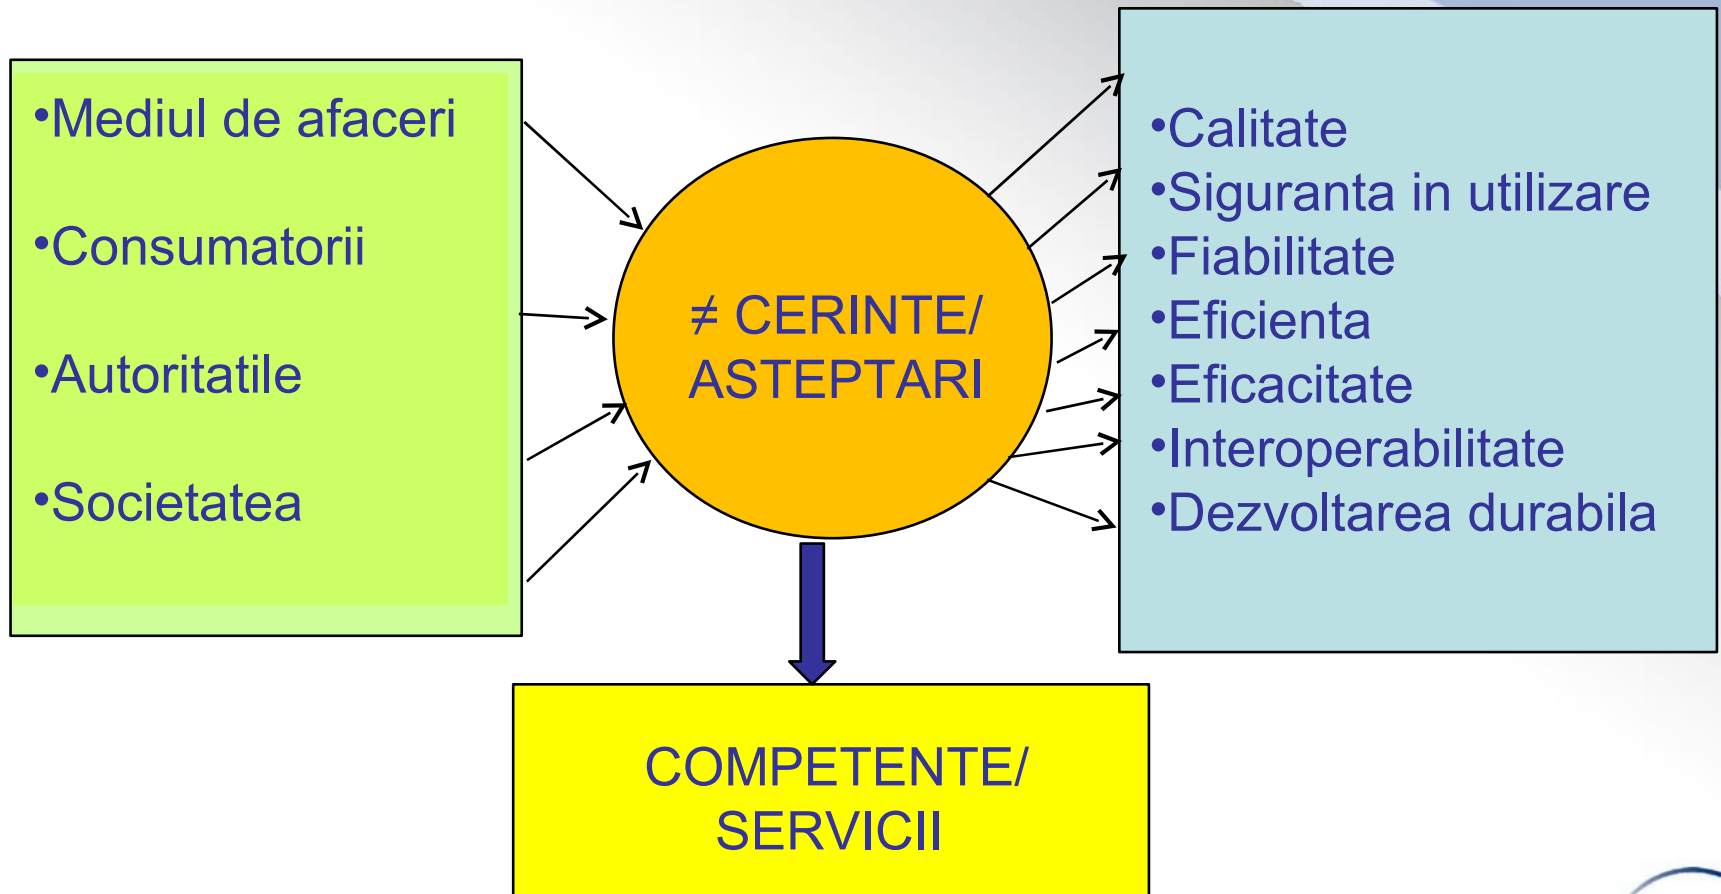 •Mediul de afaceri
•Consumatorii
•Autoritatile
•Societatea
≠ CERINTE/
ASTEPTARI
•Calitate
•Siguranta in utilizare
•Fiabilitate
•Eficienta
•Eficacitate
•Interoperabilitate
•Dezvoltarea durabila
COMPETENTE/
SERVICII